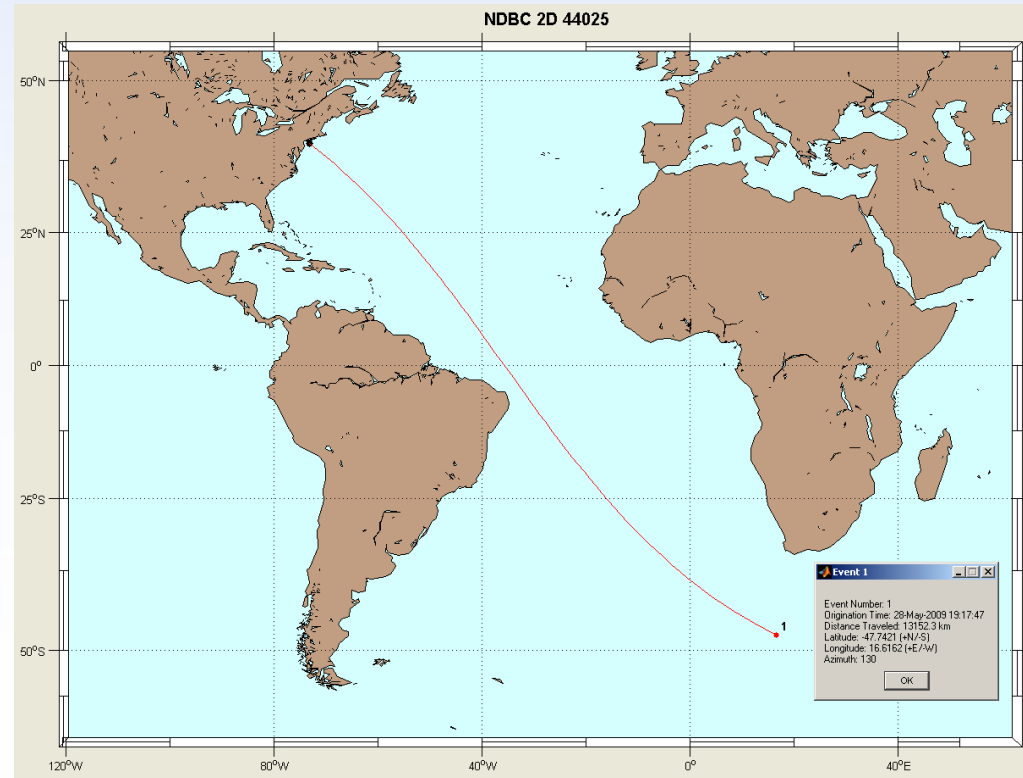 NDBC 2D 44025
50°N
25°N
0°
25°S
50°S
120°W
80°W
40°W
0°
40°E
1
Event 1
Event Number: 1
Origination Time: 28-May-2009 19:17:47
Distance Traveled: 13152.3 km
Latitude: -47.7421 (+N/-S)
Longitude: 16.6162 (+E/-W)
Azimuth: 130
OK